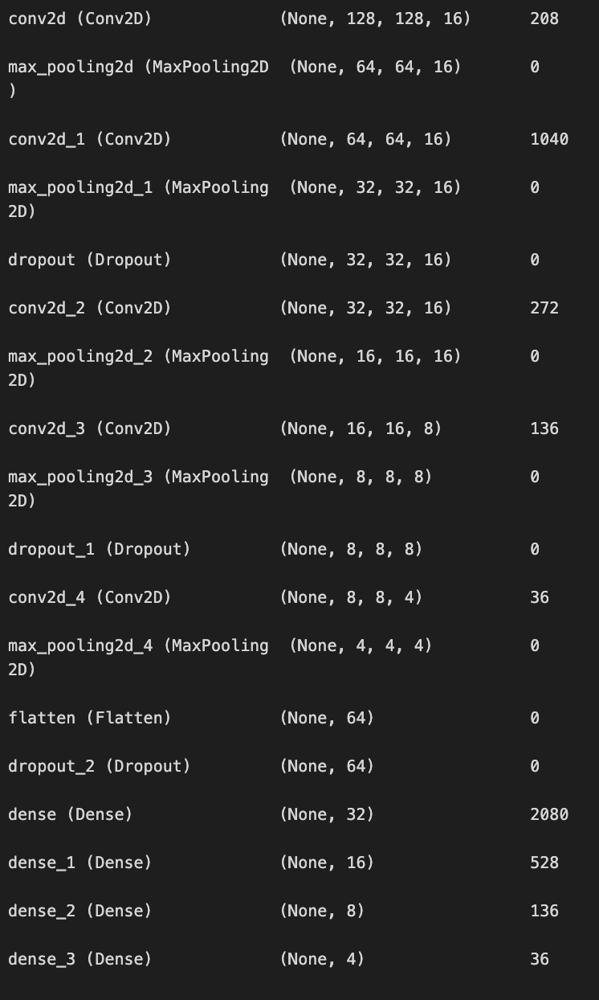 conv2d (Conv2D) (None, 128, 128, 16) 208
max_pooling2d (MaxPooling2D (None, 64, 64, 16) 0
)
conv2d_1 (Conv2D) (None, 64, 64, 16) 1040
max_pooling2d_1 (MaxPooling (None, 32, 32, 16) 0
2D)
dropout (Dropout) (None, 32, 32, 16) 0
conv2d_2 (Conv2D) (None, 32, 32, 16) 272
max_pooling2d_2 (MaxPooling (None, 16, 16, 16) 0
2D)
conv2d_3 (Conv2D) (None, 16, 16, 8) 136
max_pooling2d_3 (MaxPooling (None, 8, 8, 8) 0
2D)
dropout_1 (Dropout) (None, 8, 8, 8) 0
conv2d_4 (Conv2D) (None, 8, 8, 4) 36
max_pooling2d_4 (MaxPooling (None, 4, 4, 4) 0
2D)
flatten (Flatten) (None, 64) 0
dropout_2 (Dropout) (None, 64) 0
dense (Dense) (None, 32) 2080
dense_1 (Dense) (None, 16) 528
dense_2 (Dense) (None, 8) 136
dense_3 (Dense) (None, 4) 36